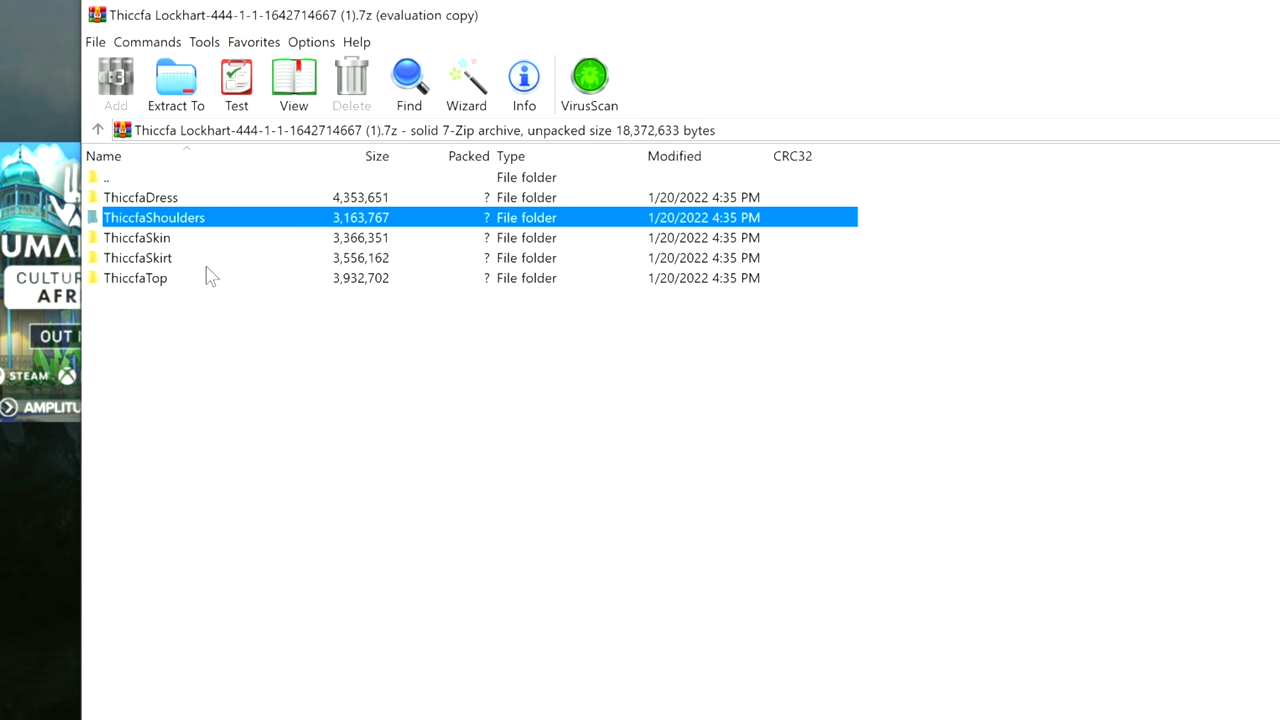 Thiccfa Lockhart-444-1-1-1642714667 (1).7z (evaluation copy)
File Commands Tools Favorites Options Help
Add Extract To Test View Delete Find Wizard Info VirusScan
Thiccfa Lockhart-444-1-1-1642714667 (1).7z - solid 7-Zip archive, unpacked size 18,372,633 bytes
Name Size Packed Type Modified CRC32
.. File folder
ThiccfaDress 4,353,651 ? File folder 1/20/2022 4:35 PM
ThiccfaShoulders 3,163,767 ? File folder 1/20/2022 4:35 PM
ThiccfaSkin 3,366,351 ? File folder 1/20/2022 4:35 PM
ThiccfaSkirt 3,556,162 ? File folder 1/20/2022 4:35 PM
ThiccfaTop 3,932,702 ? File folder 1/20/2022 4:35 PM
UMA
CULTU
AFR
OUT
STEAM
AMPLITU